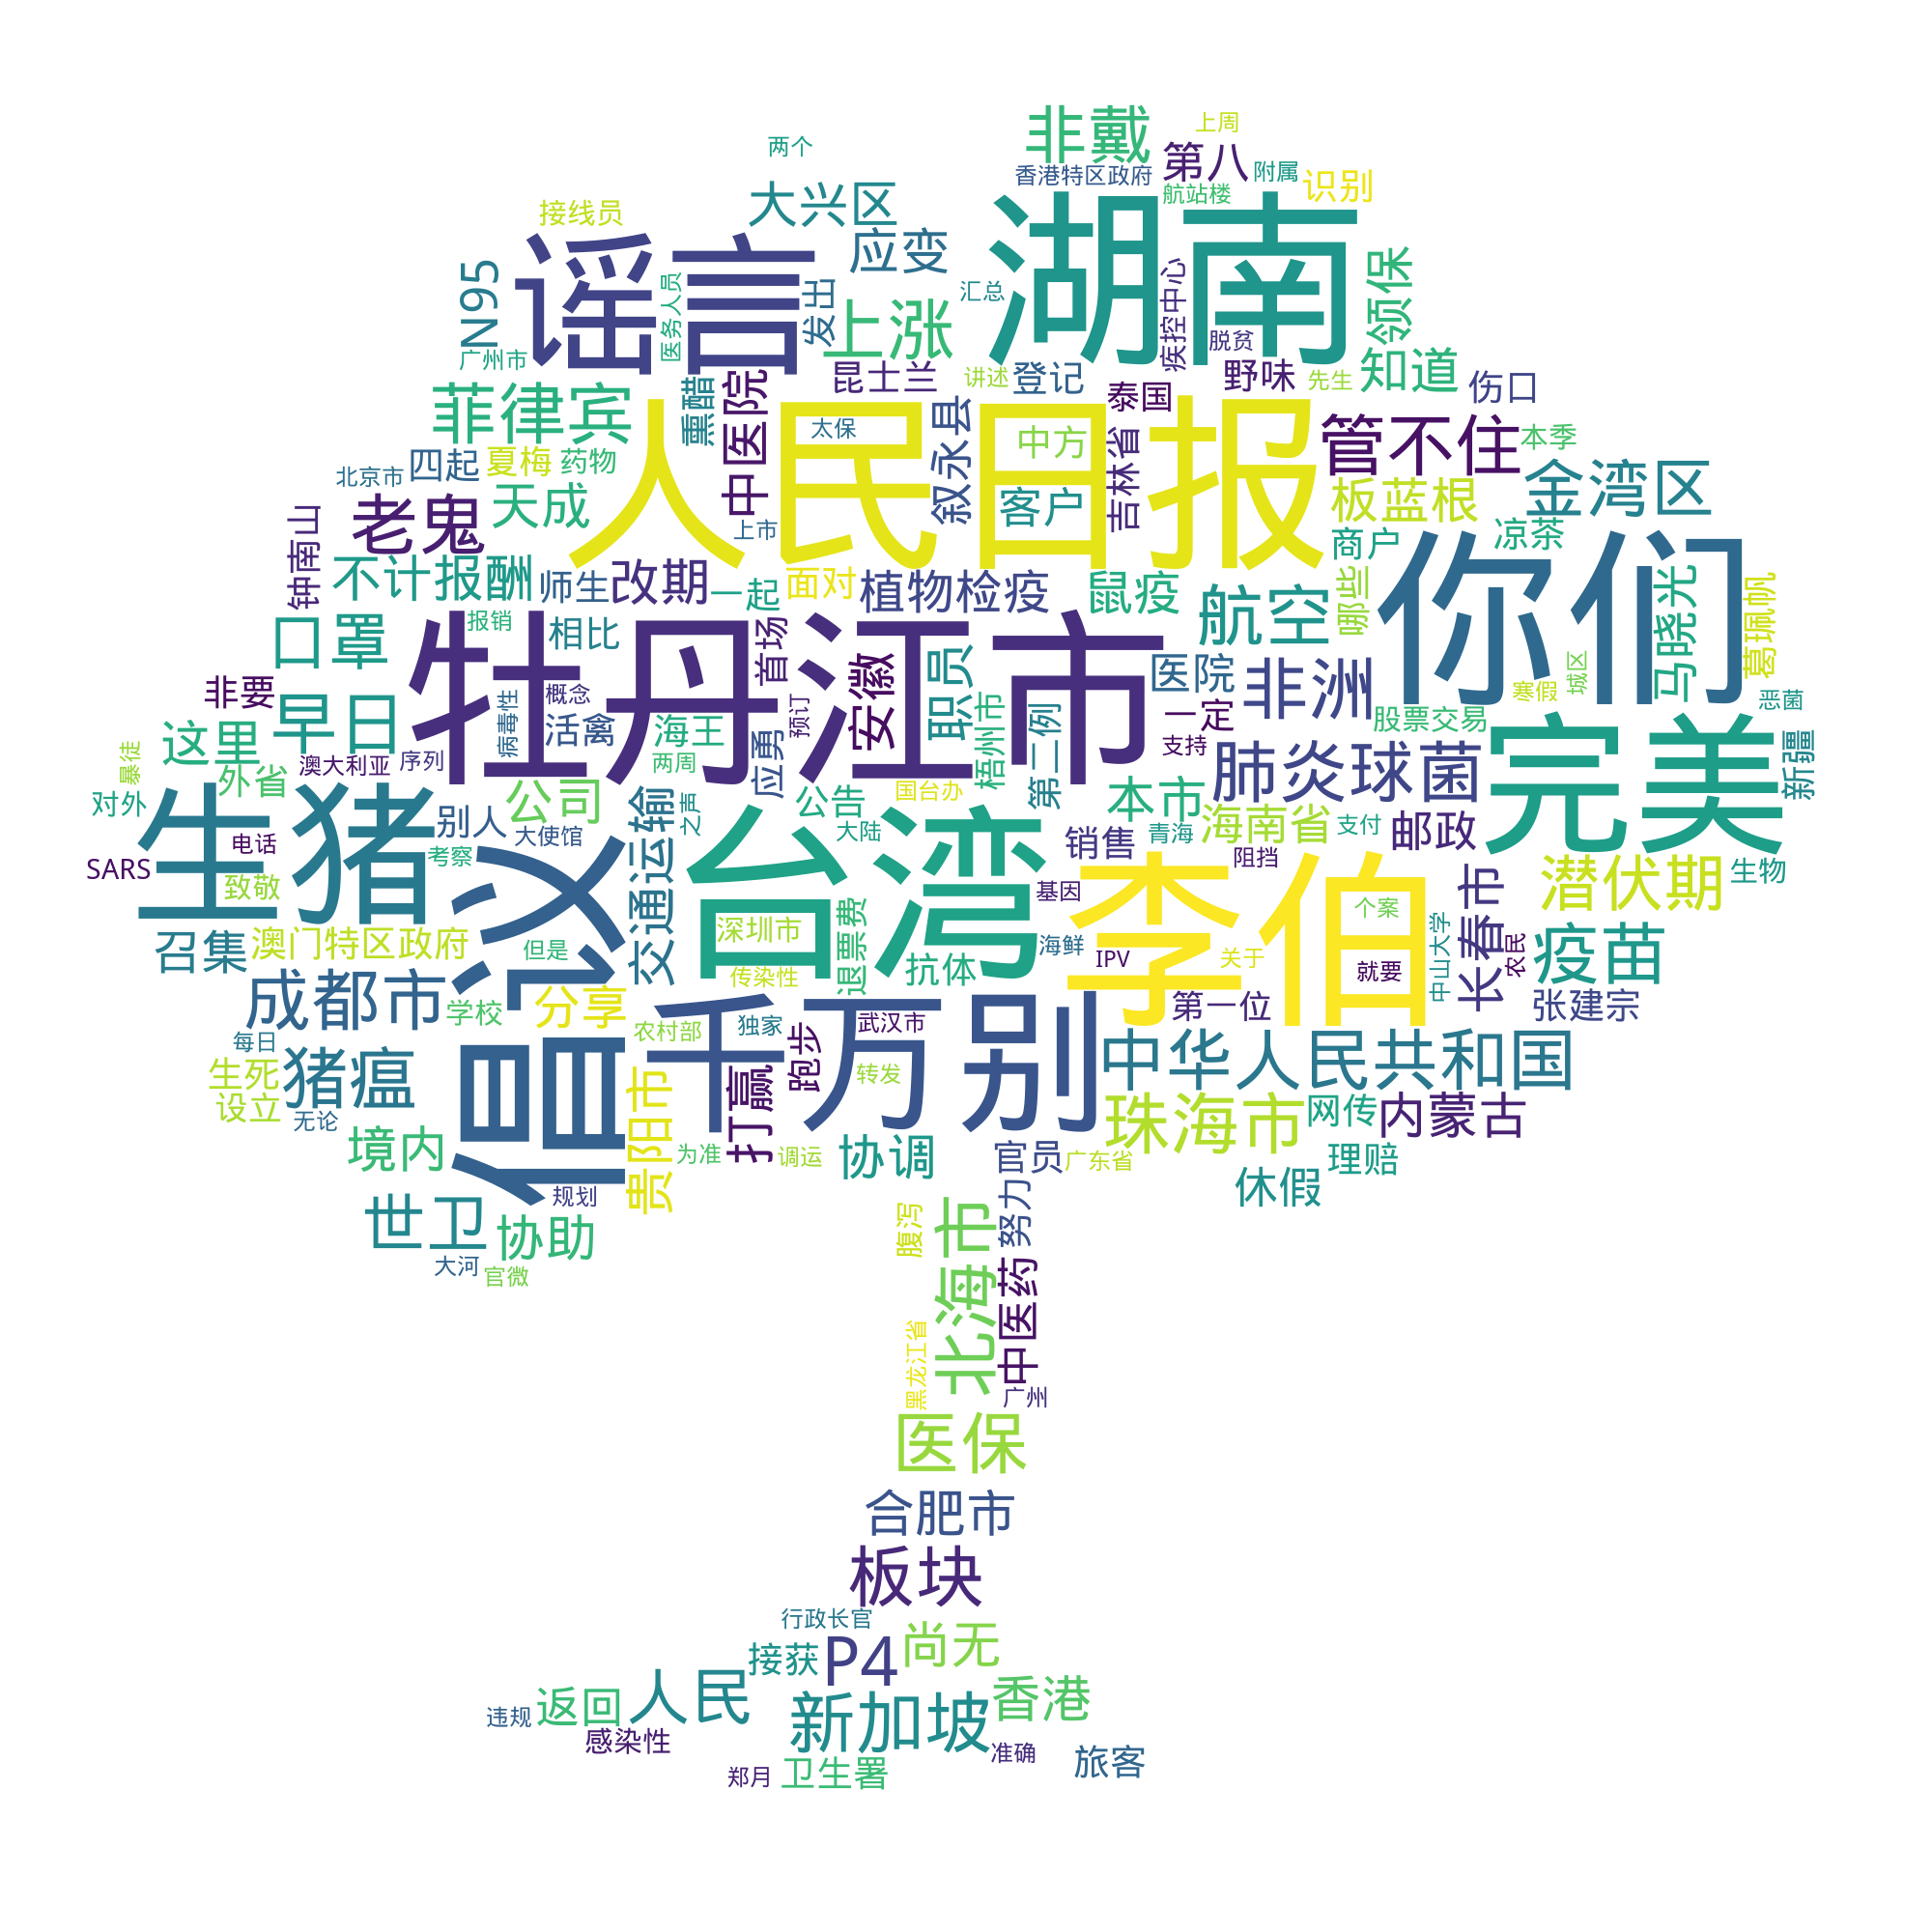 两个
上周
非戴
第八
香港特区政府
附属
识别
航站楼
大兴区
接线员
谣言
湖南
应变
N95
医务人员
发出
上涨
汇总
疾控中心
领保
脱贫
广州市
菲律宾
熏醋
中医院
昆士兰
讲述
登记
泰国
野味
先生
知道
伤口
人民日报
太保
叙永县
中方
吉林省
管不住
本季
北京市
四起
夏梅
药物
老鬼
天成
客户
板蓝根
金湾区
上市
钟南山
不计报酬
师生
改期
一起
面对
植物检疫
鼠疫
航空
商户
凉茶
哪些
你们
马晓光
葛珮帆
口罩
报销
相比
牡丹江市
首场
安徽
职员
医院
非洲
寒假
城区
恶菌
非要
早日
病毒性
概念
活禽
海王
预订
梧州市
第二例
一定
支持
股票交易
新疆
这里
暴徒
外省
澳大利亚
序列
两周
应勇
国台办
肺炎球菌
完美
对外
生猪
别人
公司
大使馆
交通运输
之声
公告
大陆
台湾
本市
销售
青海
海南省
支付
邮政
SARS
电话
考察
致敬
倡议
李伯
基因
阻挡
长春市
潜伏期
生物
召集
澳门特区政府
但是
深圳市
传染性
退票费
抗体
海鲜
IPV
关于
个案
就要
中山大学
农民
疫苗
成都市
学校
分享
农村部
独家
武汉市
千万别
第一位
张建宗
每日
生死
设立
猪瘟
无论
贵阳市
打赢
跑步
转发
中华人民共和国
珠海市
网传
内蒙古
境内
为准
调运
协调
官员
广东省
理赔
休假
规划
世卫
协助
大河
官微
腹泻
北海市
努力
中医药
黑龙江省
广州
医保
合肥市
板块
行政长官
接获
P4
尚无
违规
返回
人民
新加坡
香港
感染性
准确
旅客
郑月
卫生署